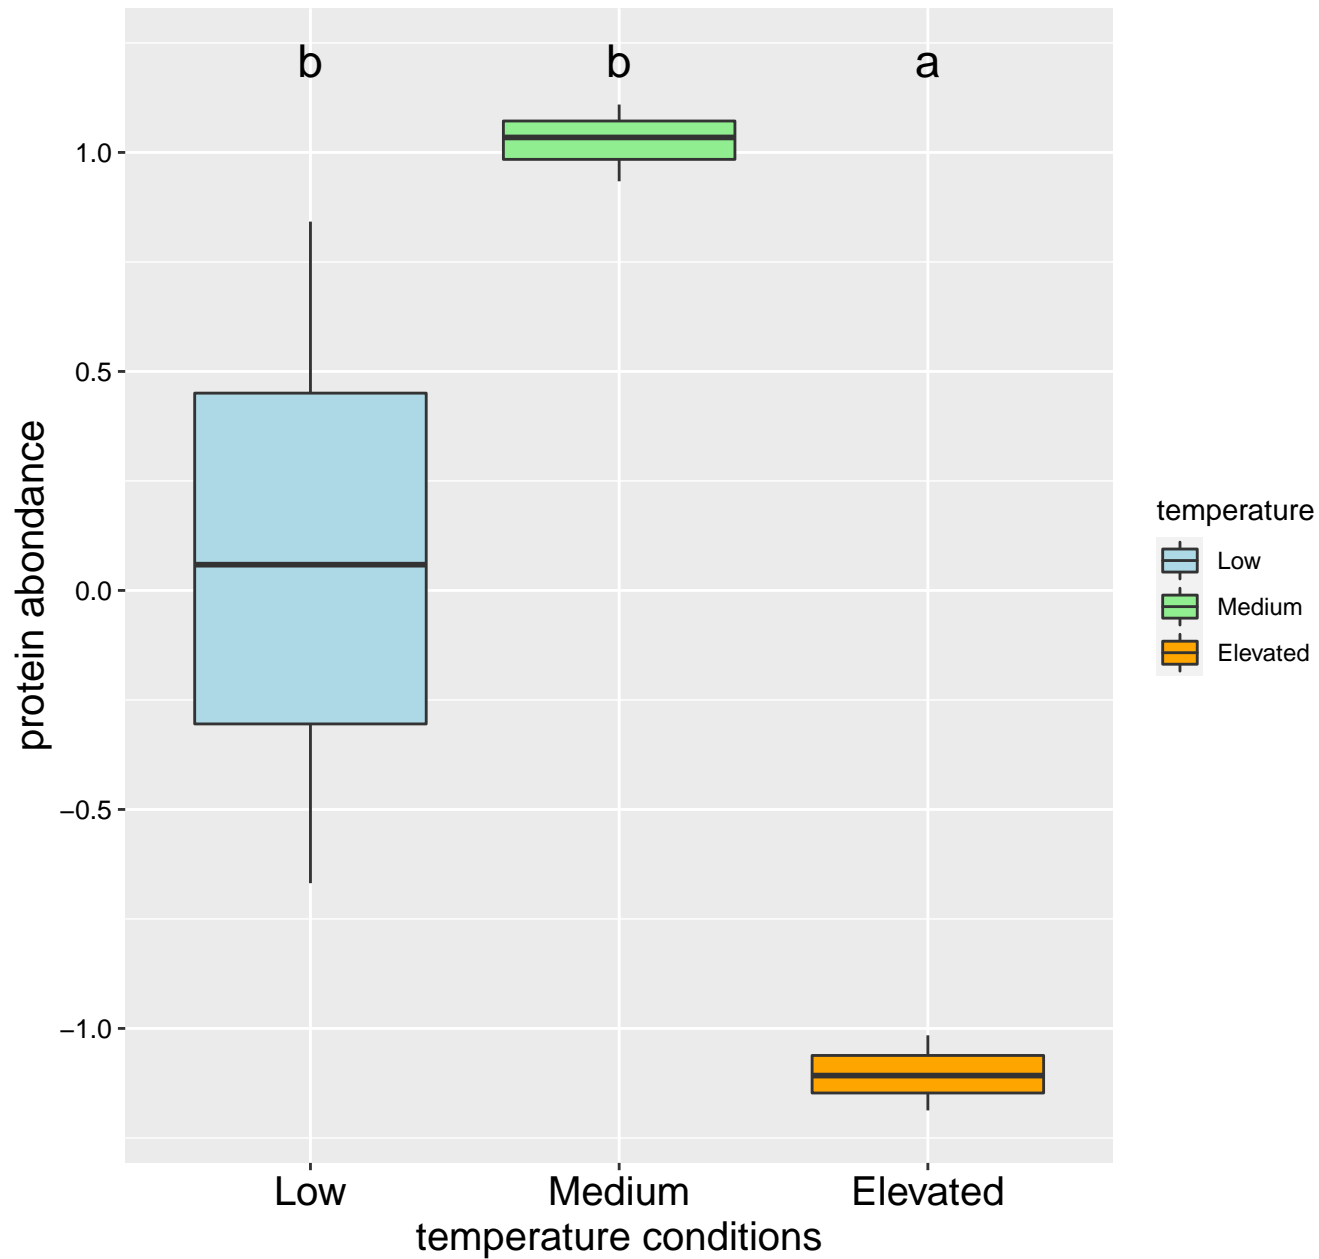 b b a
1.0
0.5
0.0
−0.5
−1.0
protein abondance
Low Medium Elevated
temperature conditions
temperature
Low
Medium
Elevated